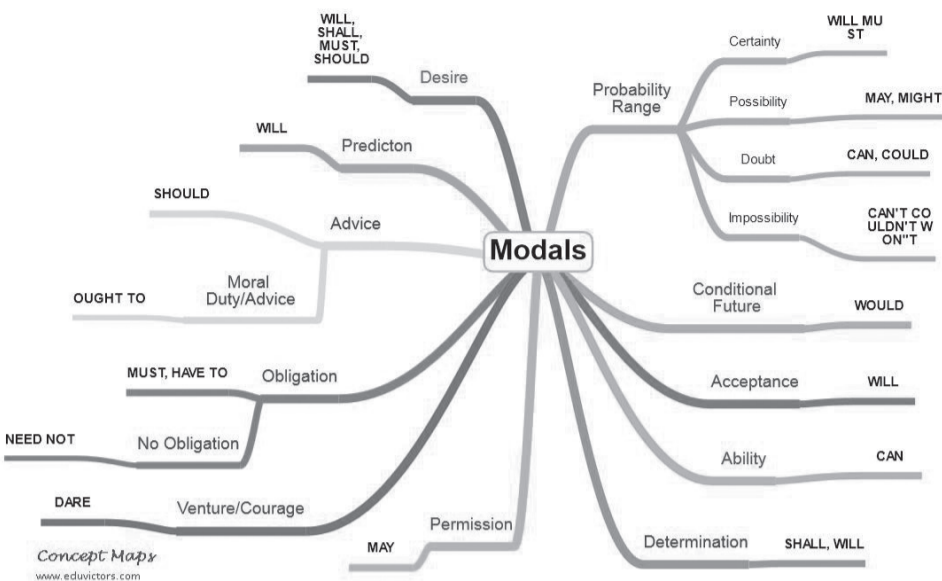 Modals
WILL,
SHALL,
MUST,
SHOULD
Desire
WILL
Predicton
SHOULD
Advice
OUGHT TO
Moral
Duty/Advice
MUST, HAVE TO
Obligation
NEED NOT
No Obligation
DARE
Venture/Courage
MAY
Permission
Probability
Range
Certainty
WILL MU
ST
Possibility
MAY, MIGHT
Doubt
CAN, COULD
Impossibility
CAN'T CO
ULDN'T W
ON"T
Conditional
Future
WOULD
Acceptance
WILL
Ability
CAN
Determination
SHALL, WILL
Concept Maps
www.eduvictors.com